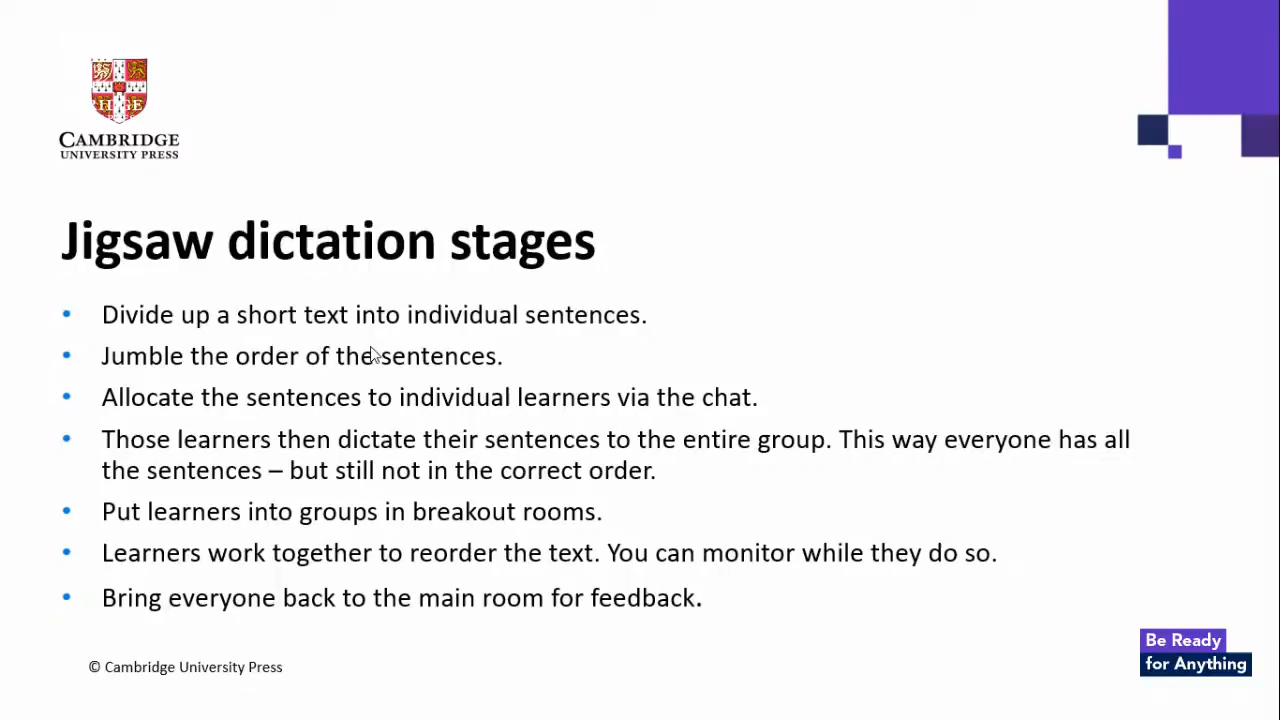 CAMBRIDGE
UNIVERSITY PRESS
Jigsaw dictation stages
• Divide up a short text into individual sentences.
• Jumble the order of the sentences.
• Allocate the sentences to individual learners via the chat.
• Those learners then dictate their sentences to the entire group. This way everyone has all
the sentences – but still not in the correct order.
• Put learners into groups in breakout rooms.
• Learners work together to reorder the text. You can monitor while they do so.
• Bring everyone back to the main room for feedback.
© Cambridge University Press
Be Ready
for Anything